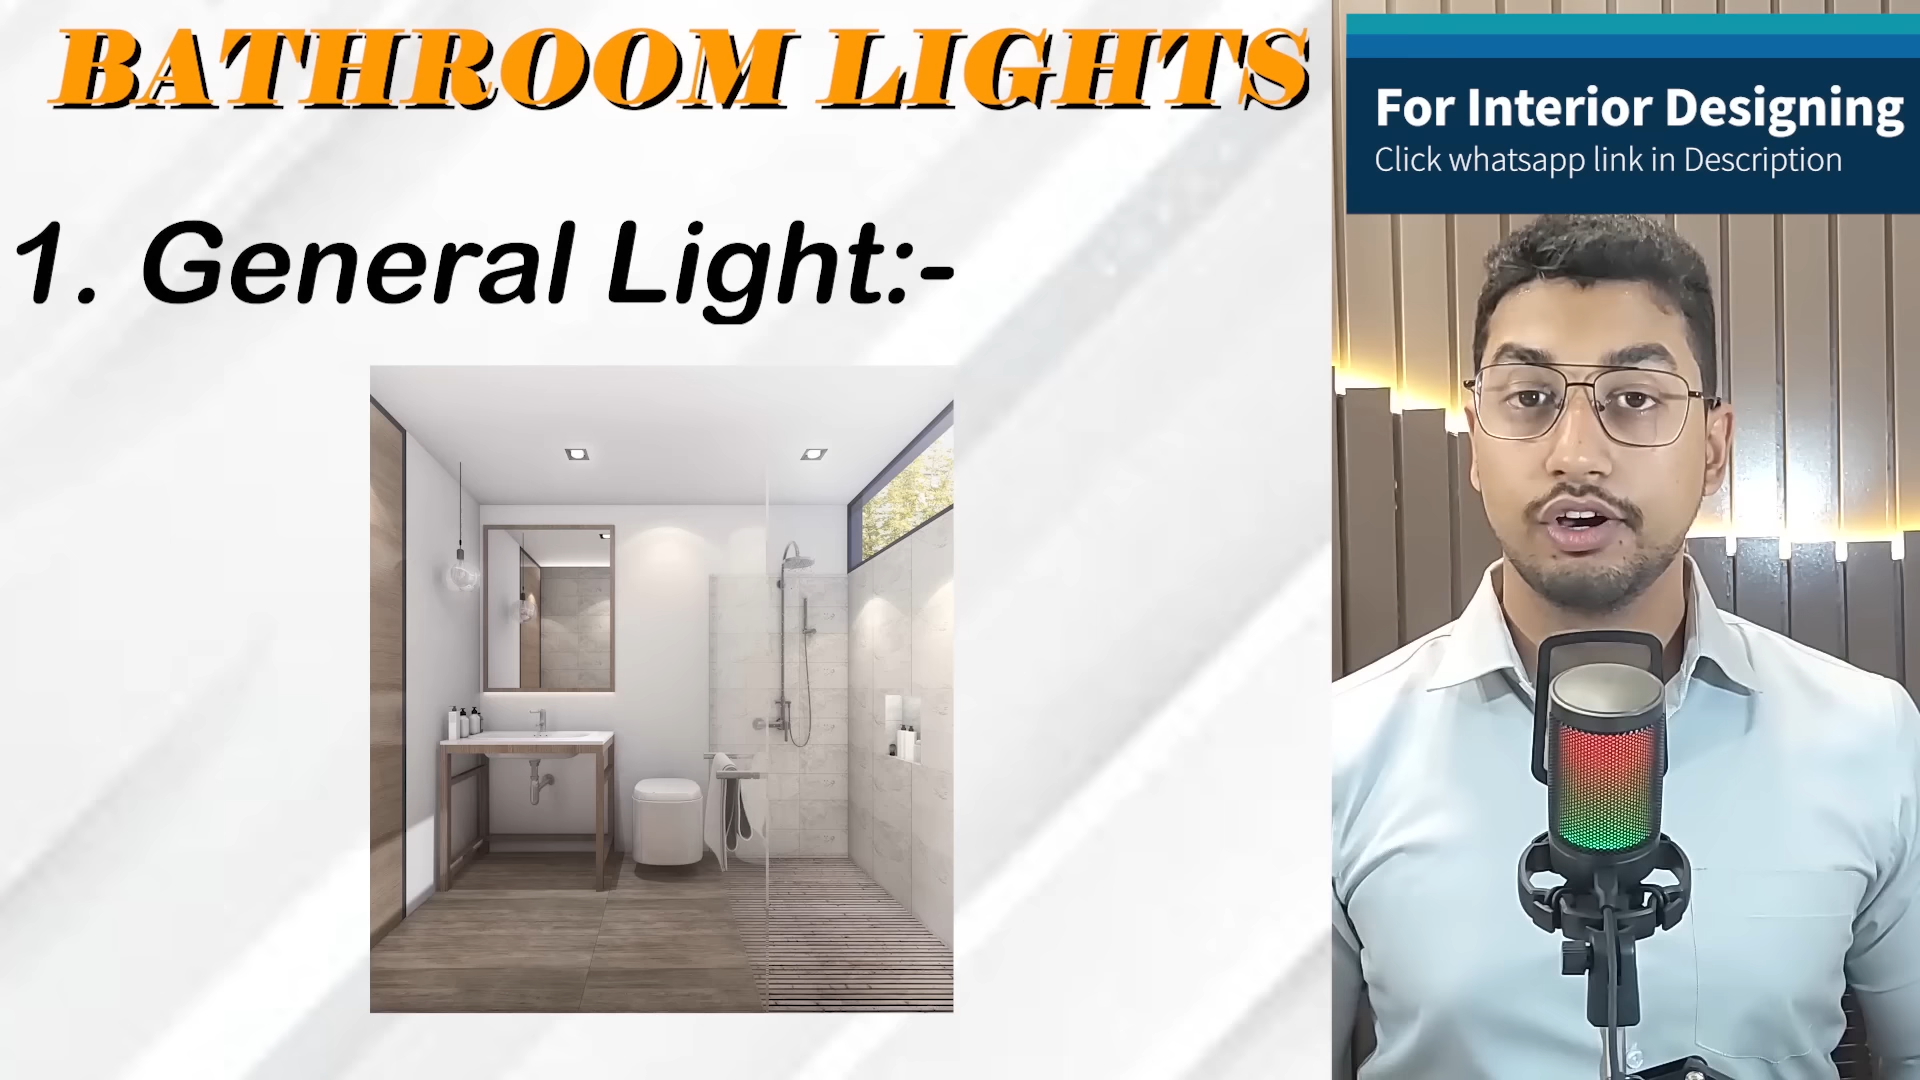 BATHROOM LIGHTS
For Interior Designing
Click whatsapp link in Description
1. General Light:-